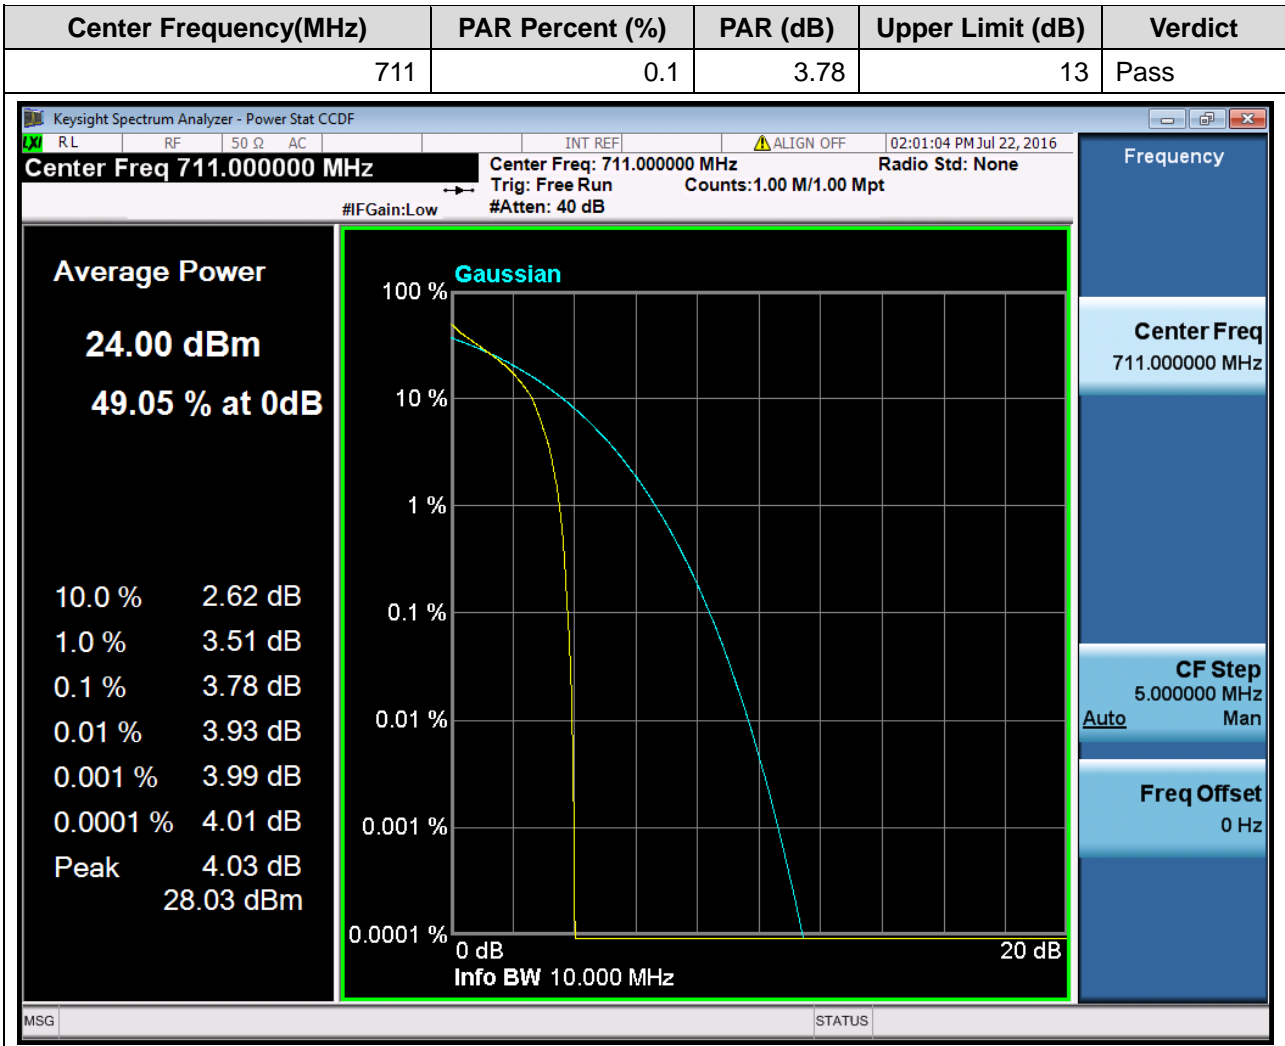 Center Frequency(MHz) PAR Percent (%) PAR (dB) Upper Limit (dB) Verdict
711 0.1 3.78 13 Pass
Keysight Spectrum Analyzer - Power Stat CCDF
LXI RL RF 50 Ω AC INT REF ALIGN OFF 02:01:04 PM Jul 22, 2016
Center Freq 711.000000 MHz
Center Freq: 711.000000 MHz Radio Std: None
Trig: Free Run Counts:1.00 M/1.00 Mpt
#IFGain:Low #Atten: 40 dB
Average Power
24.00 dBm
49.05 % at 0dB
10.0 % 2.62 dB
1.0 % 3.51 dB
0.1 % 3.78 dB
0.01 % 3.93 dB
0.001 % 3.99 dB
0.0001 % 4.01 dB
Peak 4.03 dB
28.03 dBm
Gaussian
100 %
10 %
1 %
0.1 %
0.01 %
0.001 %
0.0001 %
0 dB 20 dB
Info BW 10.000 MHz
Frequency
Center Freq
711.000000 MHz
CF Step
5.000000 MHz
Auto Man
Freq Offset
0 Hz
MSG STATUS